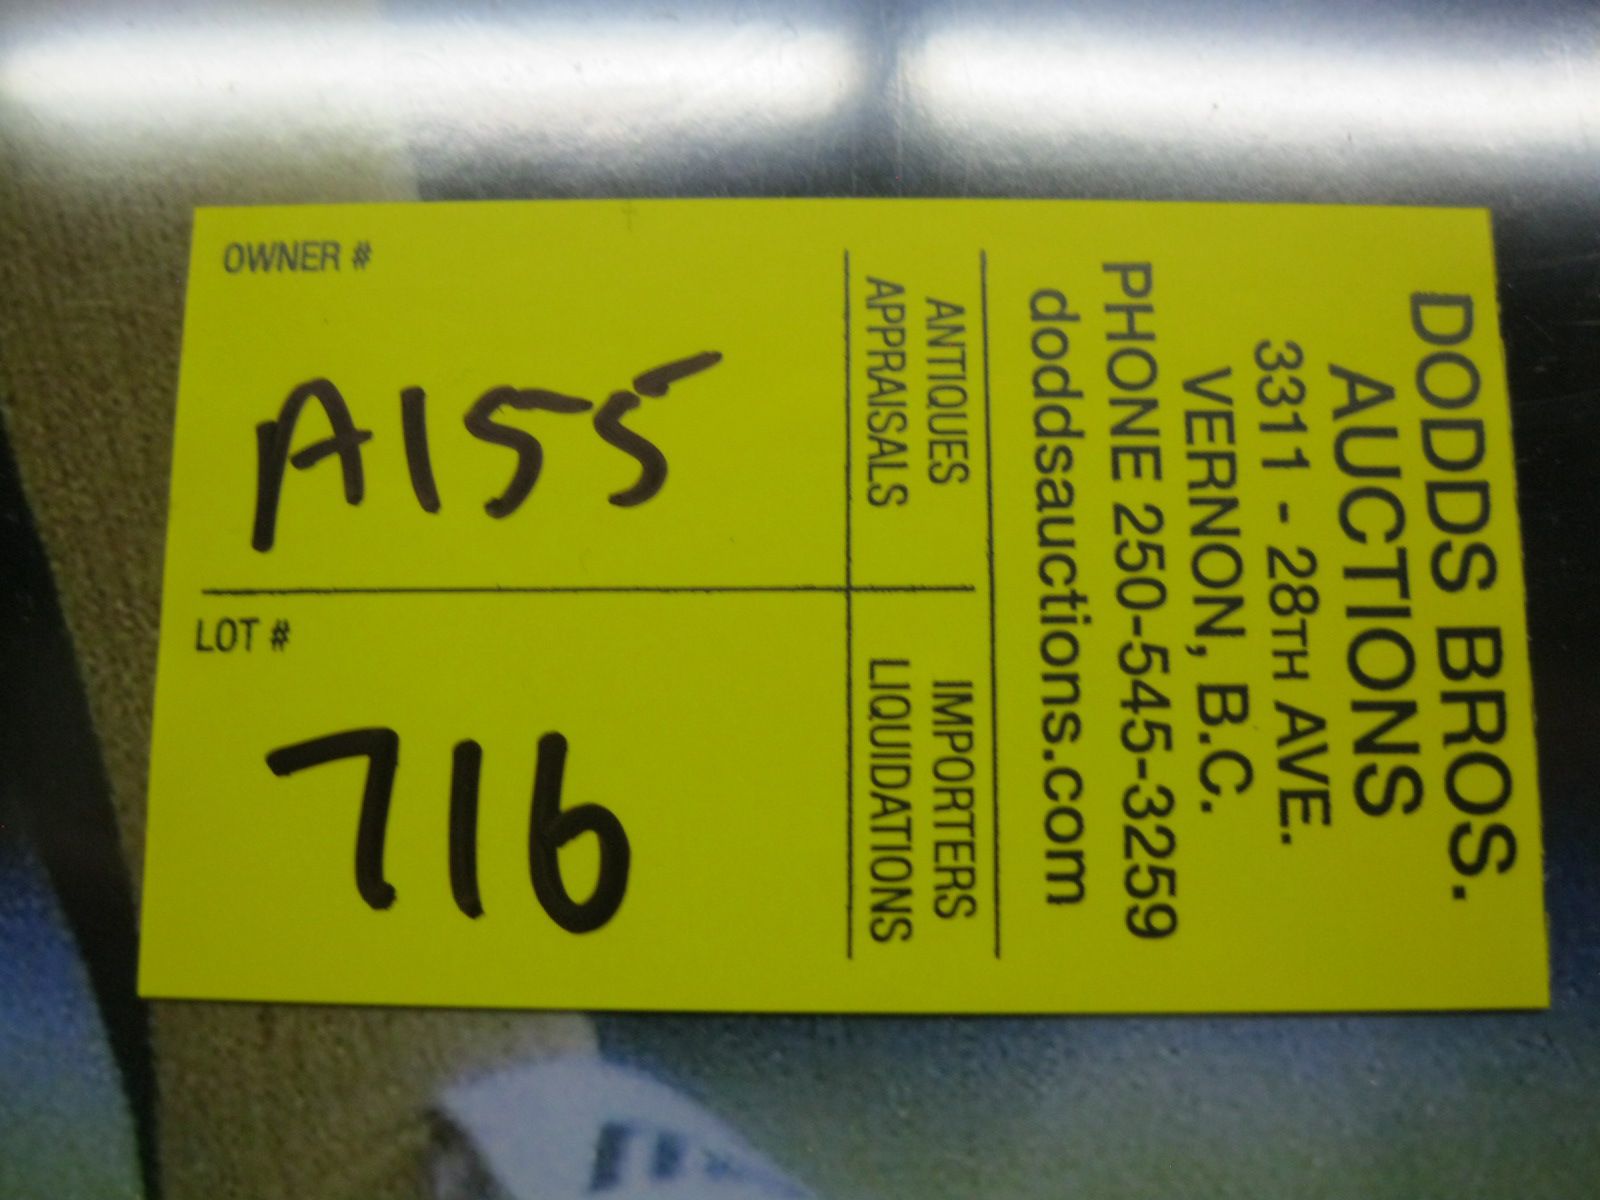 DODDS BROS.
AUCTIONS
3311 - 28TH AVE.
VERNON, B.C.
PHONE 250-545-3259
doddsauctions.com
ANTIQUES
APPRAISALS
IMPORTERS
LIQUIDATIONS
OWNER #
A155
LOT #
716